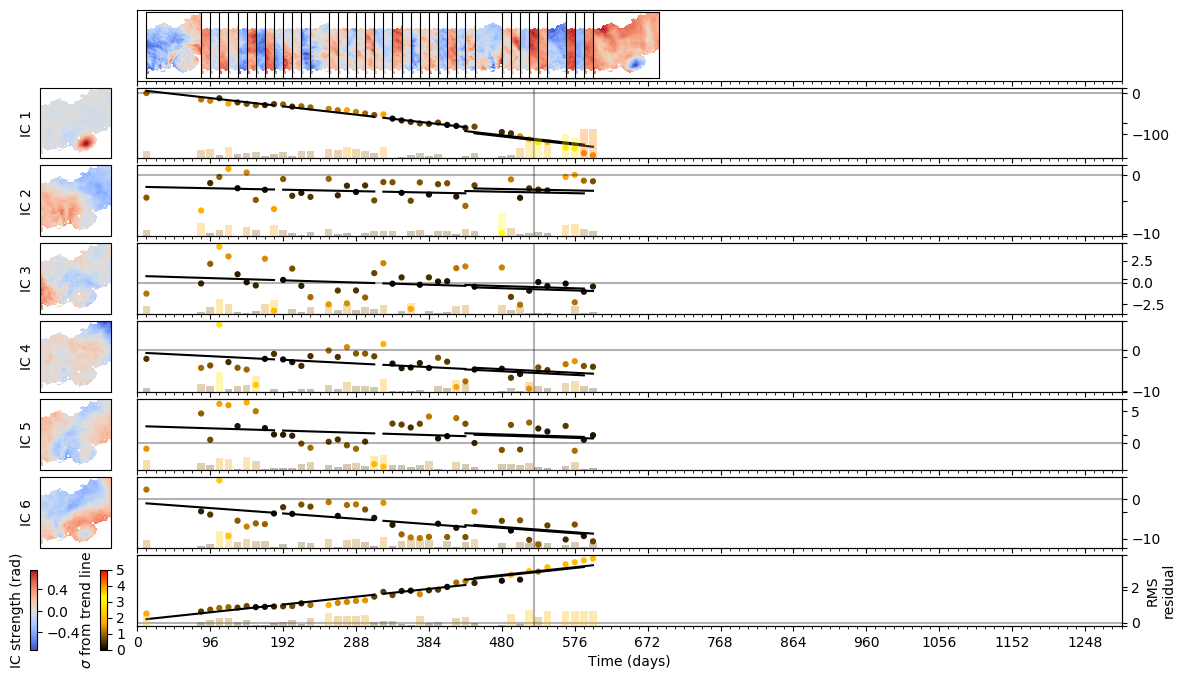 IC 1
0
−100
IC 2
0
−10
IC 3
2.5
0.0
−2.5
IC 4
0
−10
IC 5
5
0
IC 6
0
−10
RMS
residual
2
0
IC strength (rad)
0.4
0.0
−0.4
σ from trend line
5
4
3
2
1
0
0 96 192 288 384 480 576 672 768 864 960 1056 1152 1248
Time (days)